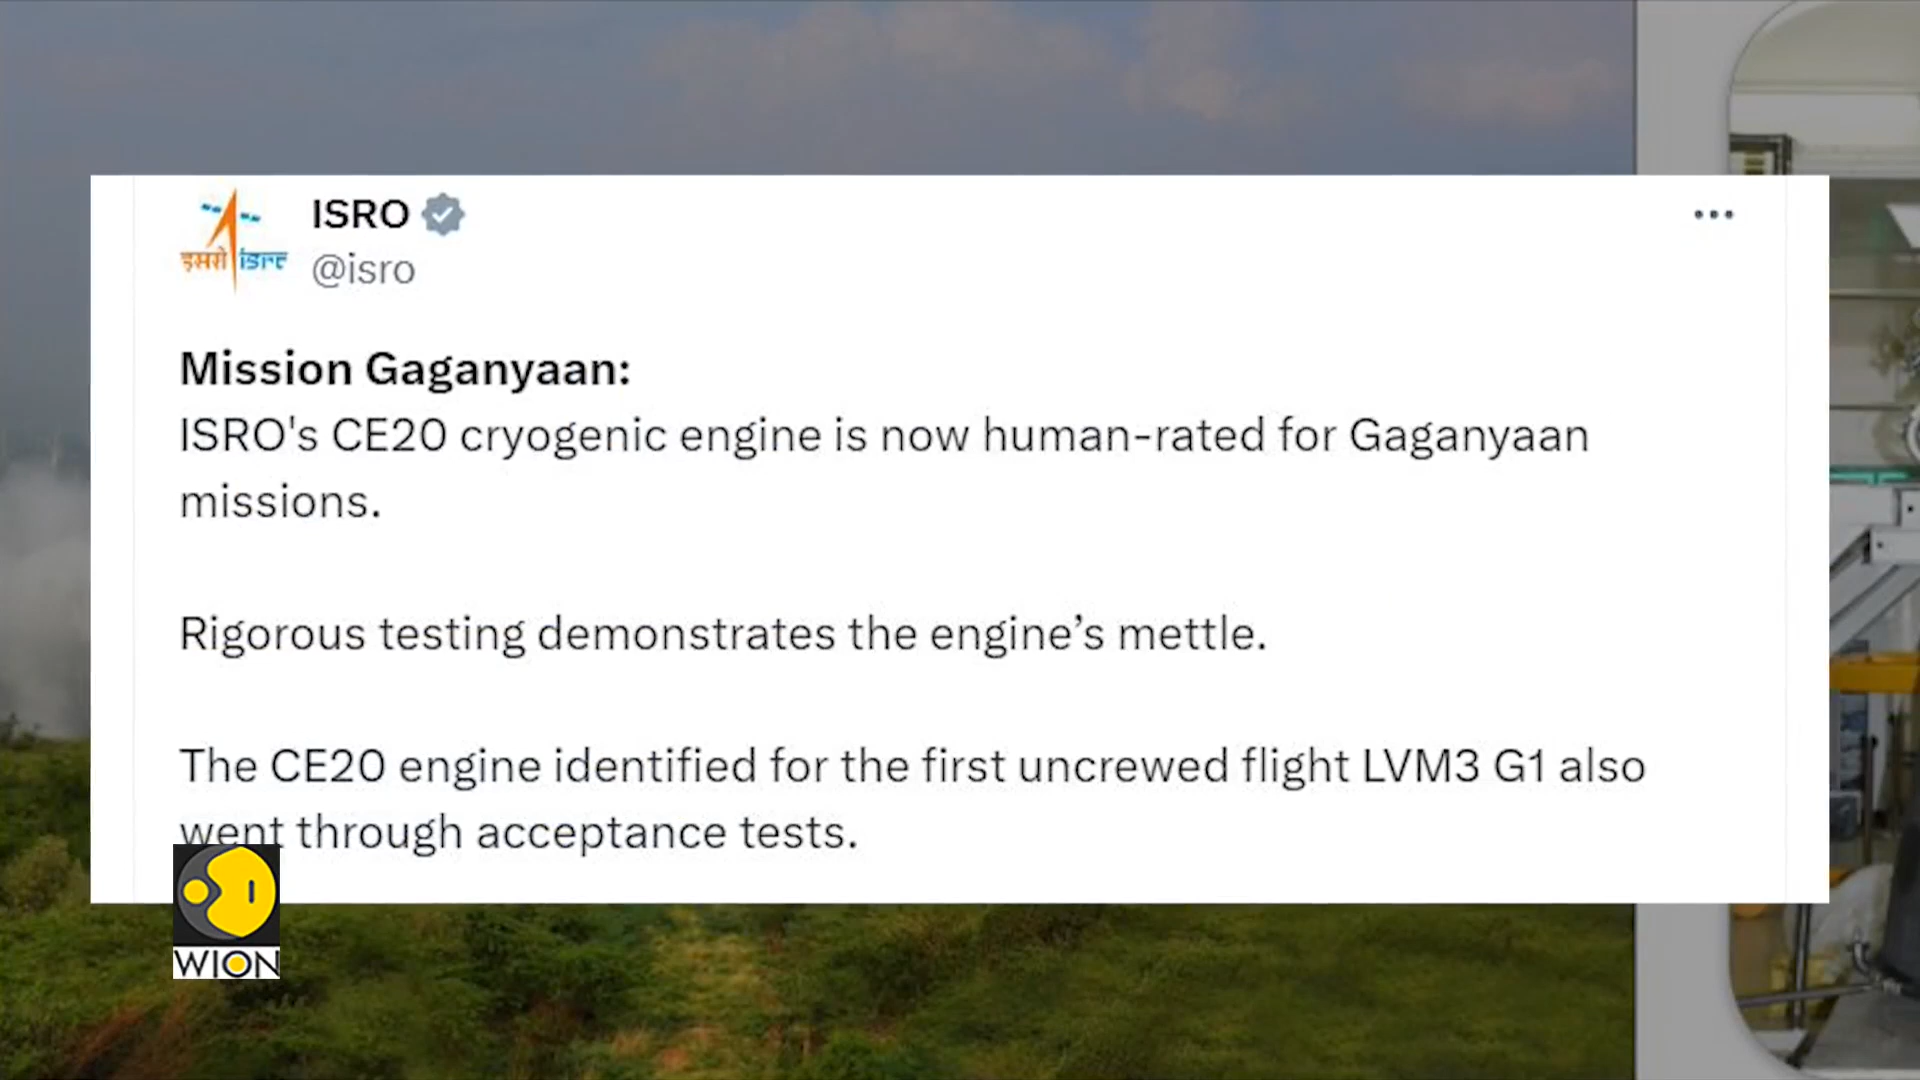 इसरो isro
ISRO
@isro
Mission Gaganyaan:
ISRO's CE20 cryogenic engine is now human-rated for Gaganyaan
missions.
Rigorous testing demonstrates the engine’s mettle.
The CE20 engine identified for the first uncrewed flight LVM3 G1 also
went through acceptance tests.
WION